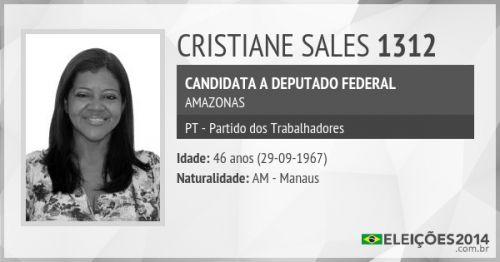 CRISTIANE SALES 1312
CANDIDATA A DEPUTADO FEDERAL
AMAZONAS
PT - Partido dos Trabalhadores
Idade: 46 anos (29-09-1967)
Naturalidade: AM - Manaus
ELEIÇÕES2014
.com.br